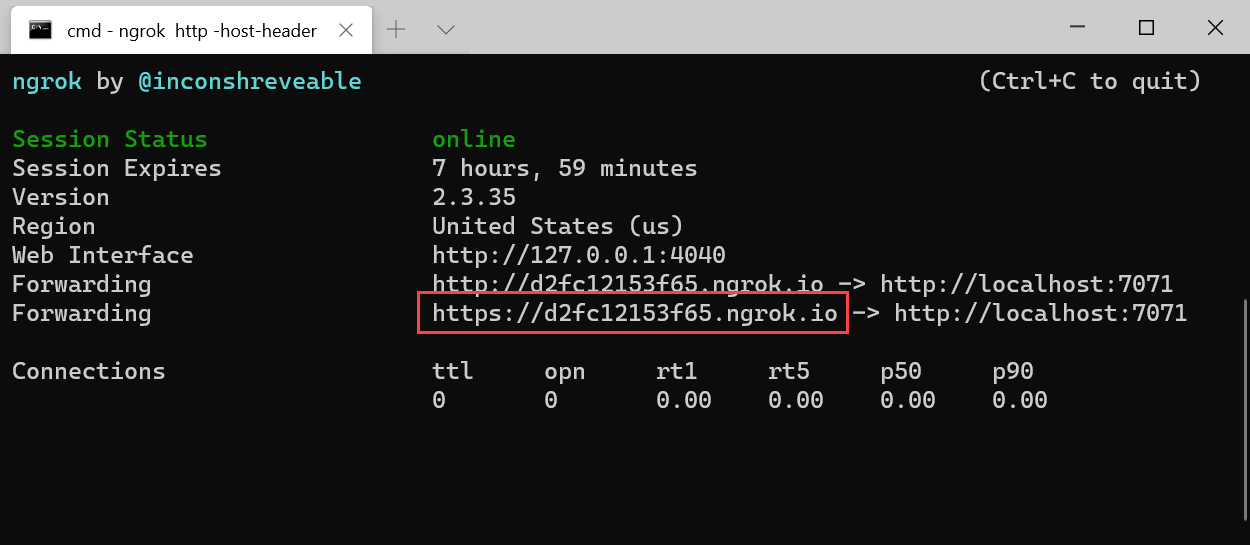 cmd - ngrok  http -host-header
ngrok by @inconshreveable (Ctrl+C to quit)
Session Status online
Session Expires 7 hours, 59 minutes
Version 2.3.35
Region United States (us)
Web Interface http://127.0.0.1:4040
Forwarding http://d2fc12153f65.ngrok.io -> http://localhost:7071
Forwarding https://d2fc12153f65.ngrok.io -> http://localhost:7071
Connections ttl opn rt1 rt5 p50 p90
0 0 0.00 0.00 0.00 0.00